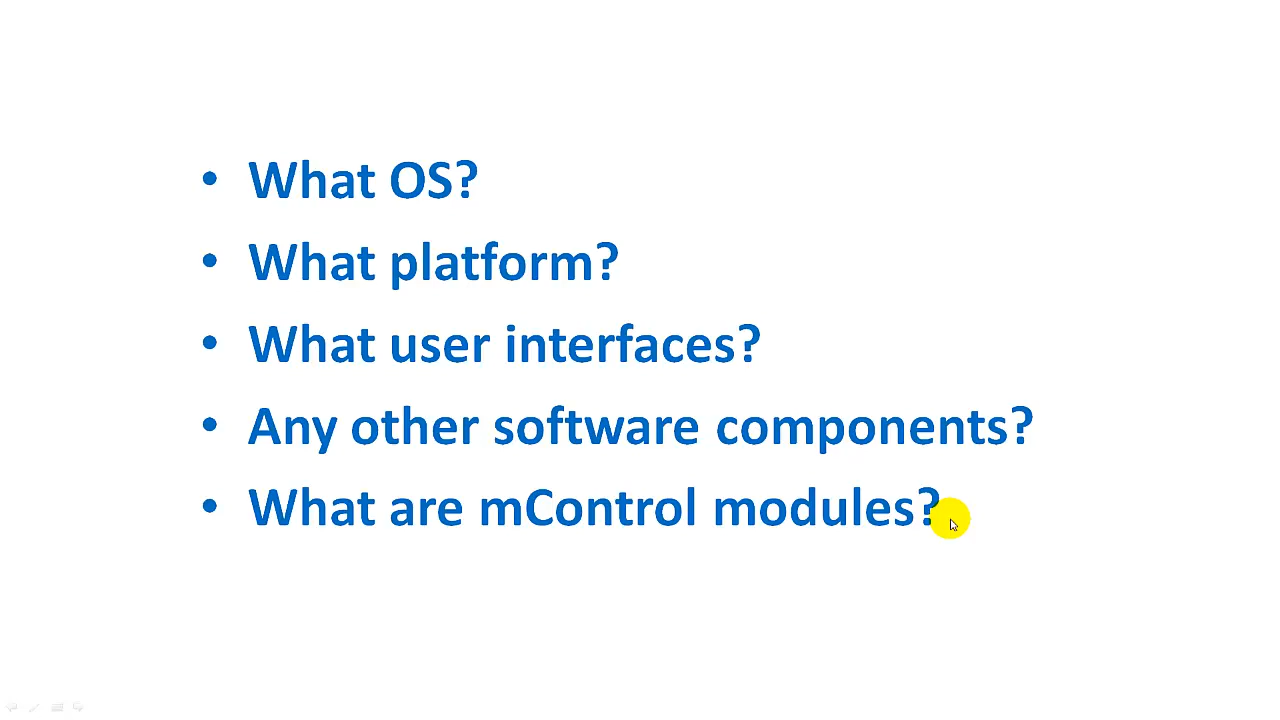 • What OS?
• What platform?
• What user interfaces?
• Any other software components?
• What are mControl modules?